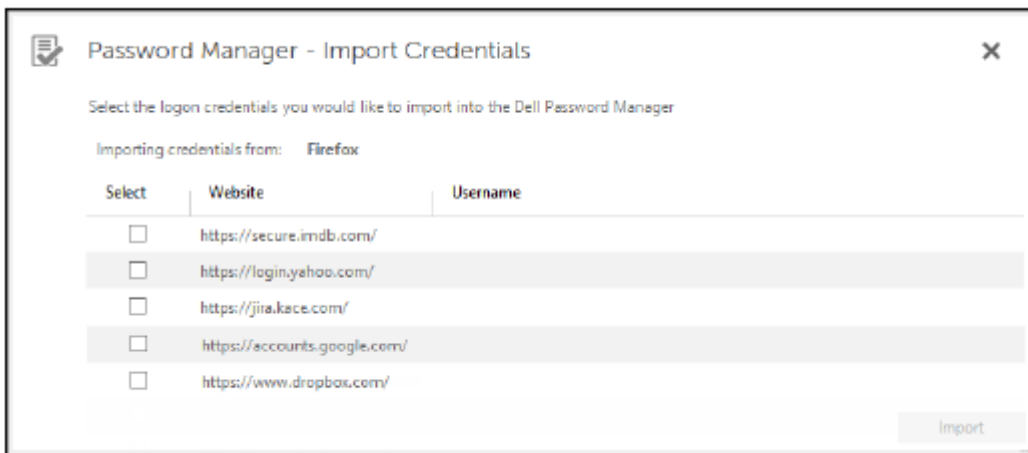 Password Manager - Import Credentials
Select the logon credentials you would like to import into the Dell Password Manager
Importing credentials from: Firefox
Select Website Username
https://secure.imdb.com/
https://login.yahoo.com/
https://jira.kace.com/
https://accounts.google.com/
https://www.dropbox.com/
Import